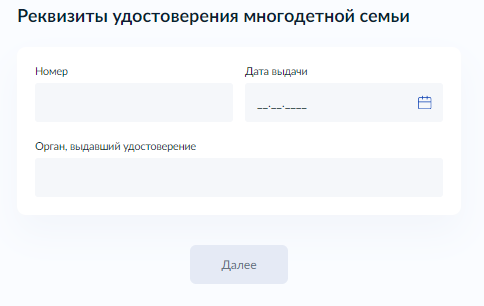 Реквизиты удостоверения многодетной семьи
Номер
Дата выдачи
__.__.____
Орган, выдавший удостоверение
Далее